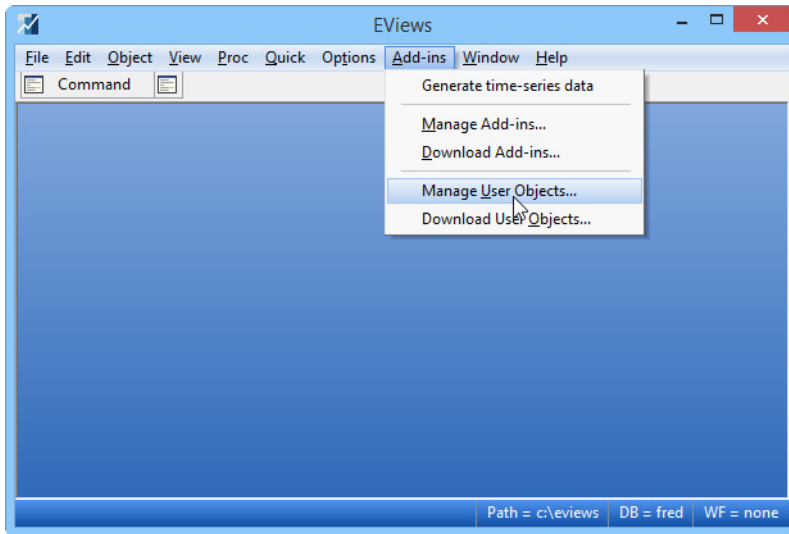 EViews
File Edit Object View Proc Quick Options Add-ins Window Help
Command
Generate time-series data
Manage Add-ins...
Download Add-ins...
Manage User Objects...
Download User Objects...
Path = c:\eviews DB = fred WF = none